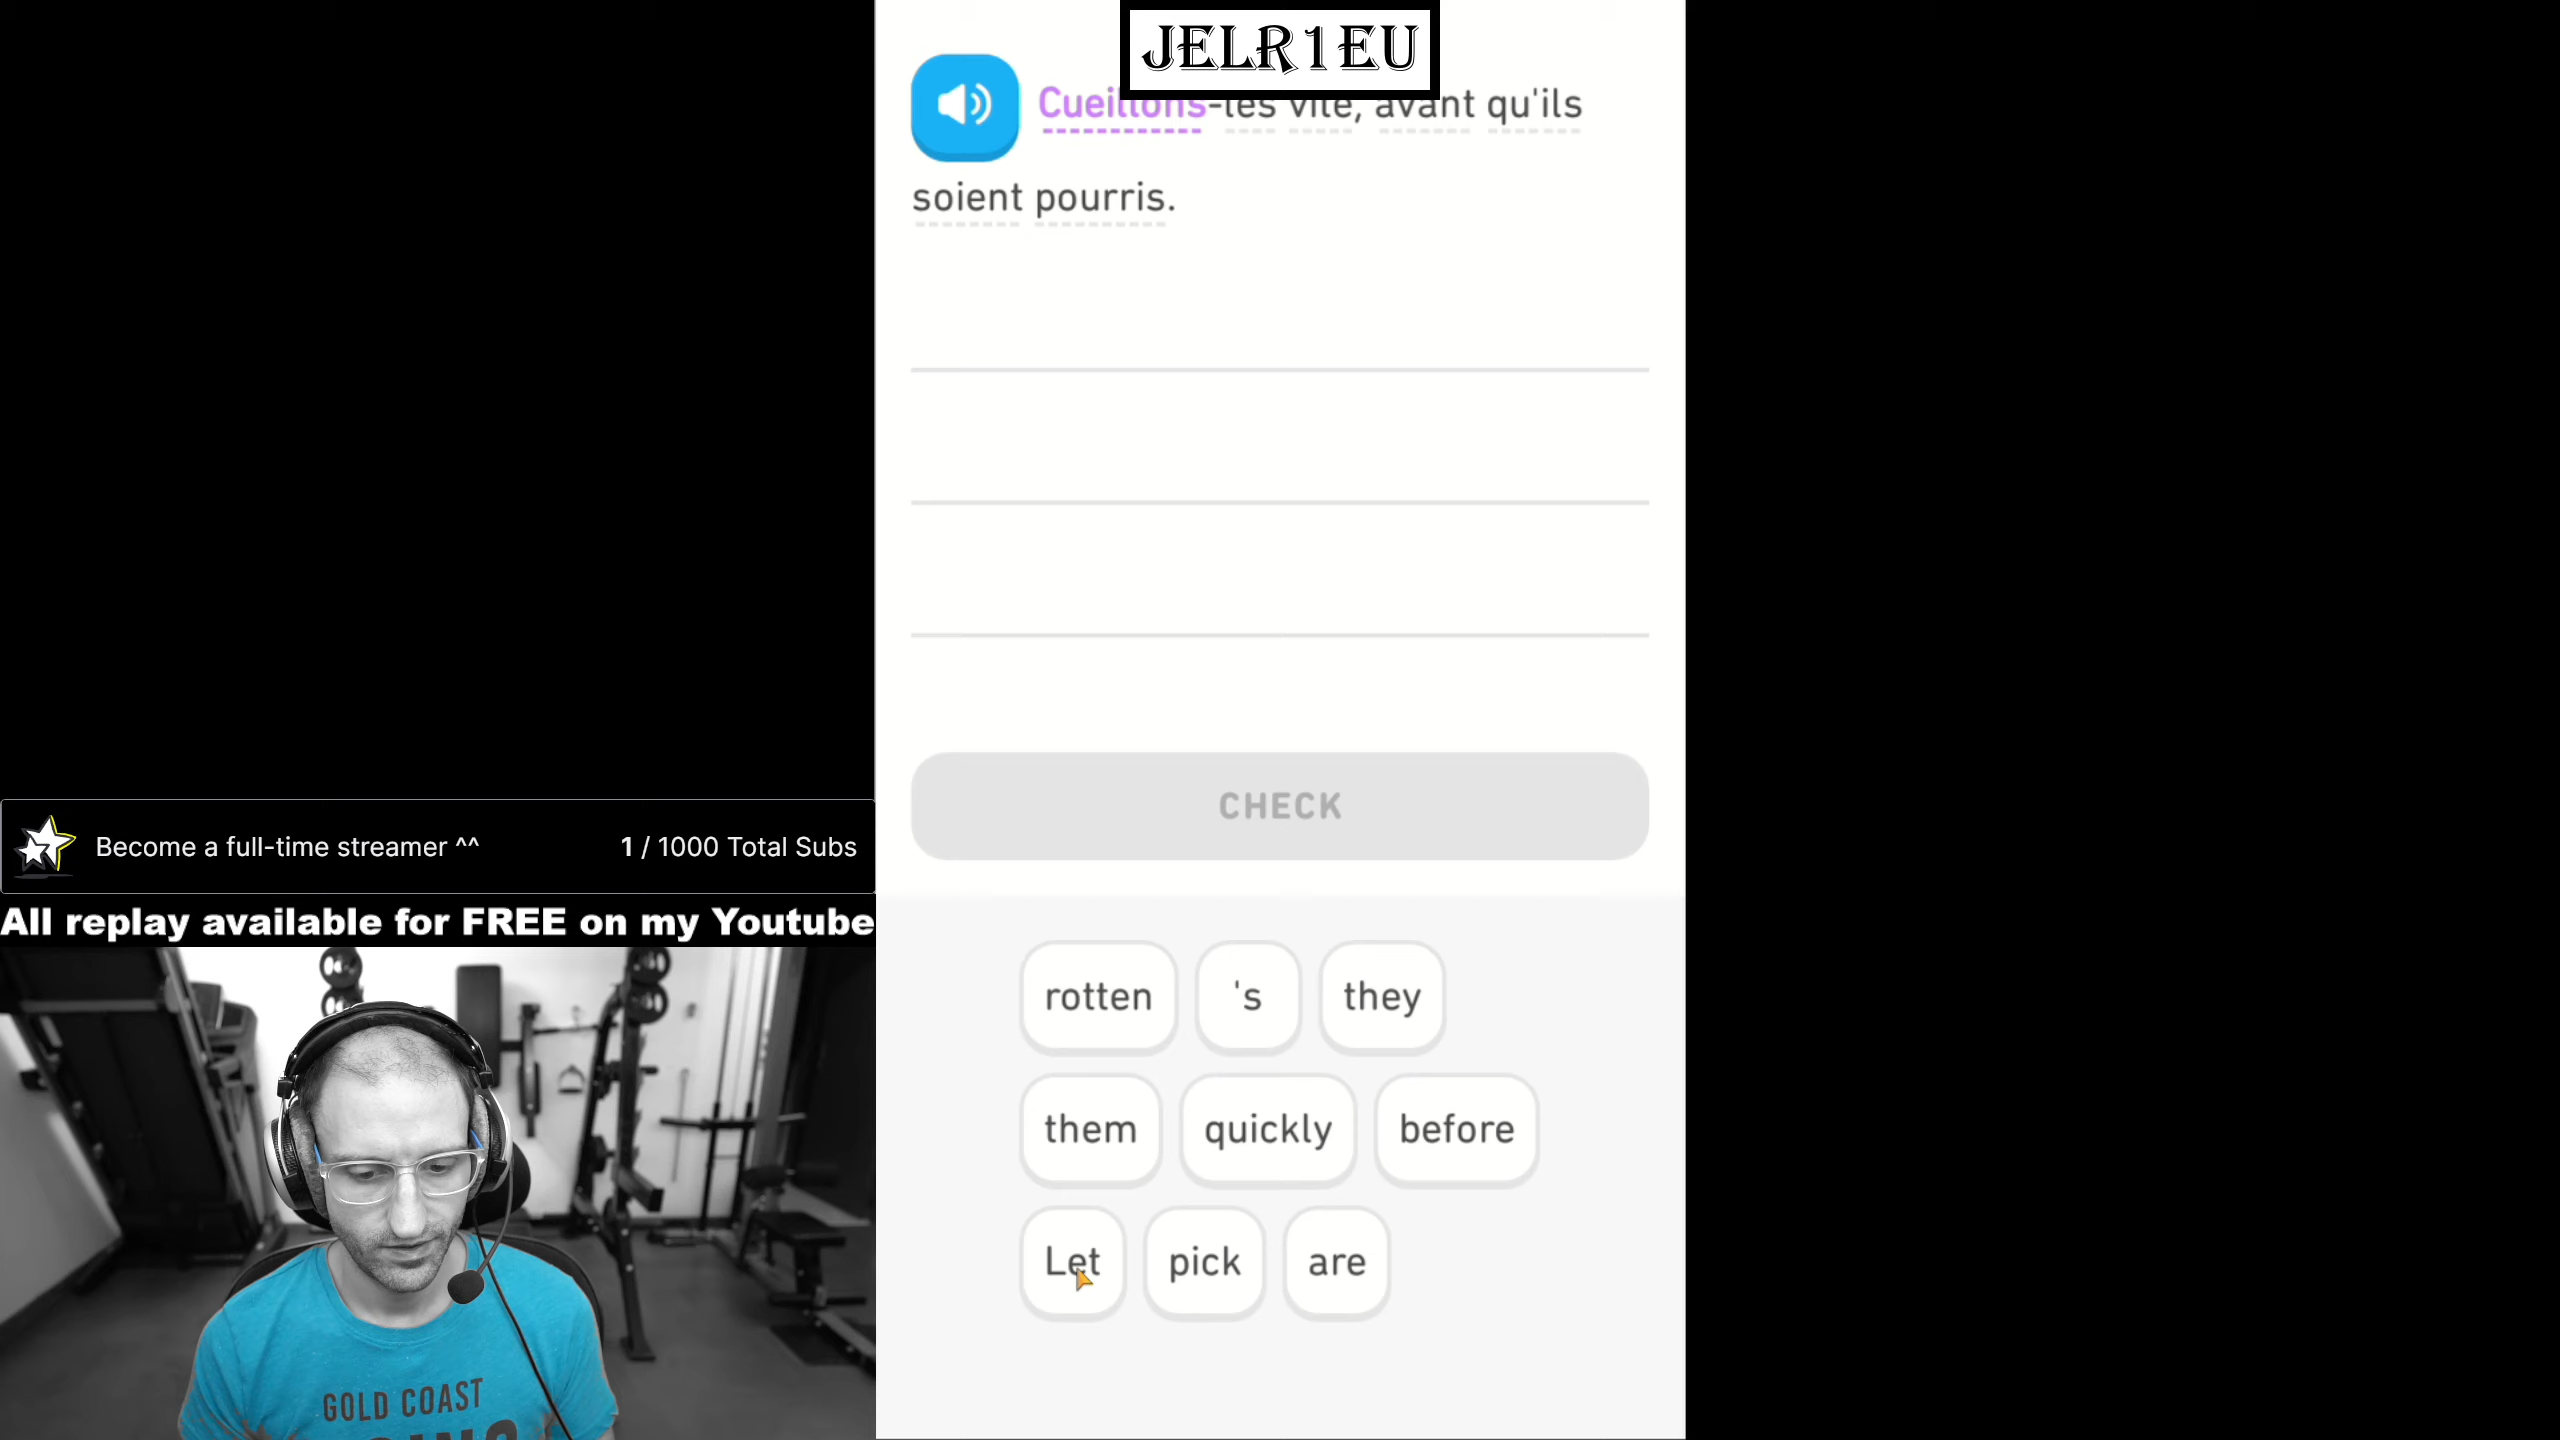 JELR1EU
Cueillons-les vite, avant qu'ils
soient pourris.
CHECK
Become a full-time streamer ^^ 1 / 1000 Total Subs
All replay available for FREE on my Youtube
rotten 's they
them quickly before
Let pick are
GOLD COAST